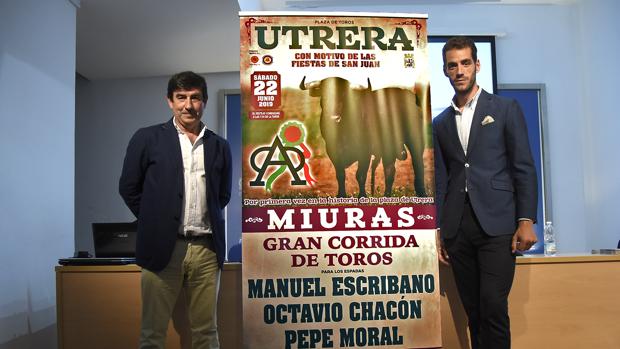 PLAZA DE TOROS
UTRERA
CON MOTIVO DE LAS
FIESTAS DE SAN JUAN
SÁBADO
22
JUNIO
2019
Por primera vez en la historia de la plaza de Utrera
MIURAS
GRAN CORRIDA
DE TOROS
PARA LOS ESPADAS
MANUEL ESCRIBANO
OCTAVIO CHACÓN
PEPE MORAL